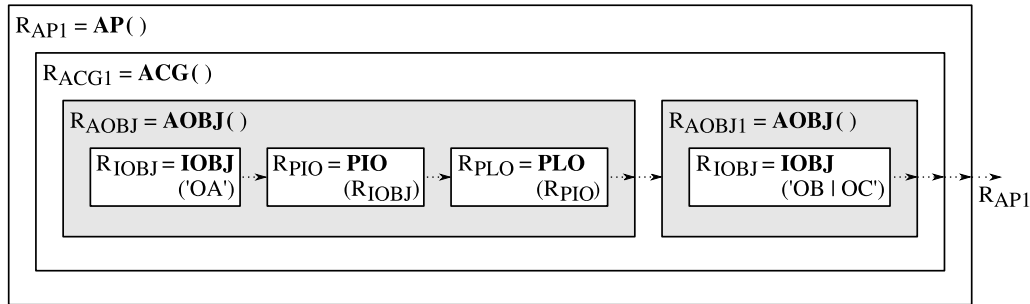 R_AP1 = AP( )
R_ACG1 = ACG( )
R_AOBJ = AOBJ( )
R_AOBJ1 = AOBJ( )
R_IOBJ = IOBJ
('OA')
R_PIO = PIO
(R_IOBJ)
R_PLO = PLO
(R_PIO)
R_IOBJ = IOBJ
('OB | OC')
R_AP1